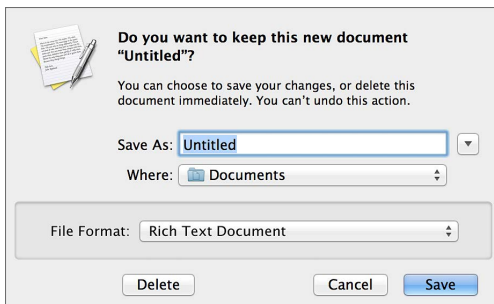 Do you want to keep this new document
“Untitled”?
You can choose to save your changes, or delete this
document immediately. You can’t undo this action.
Save As: Untitled
Where: Documents
File Format: Rich Text Document
Delete Cancel Save